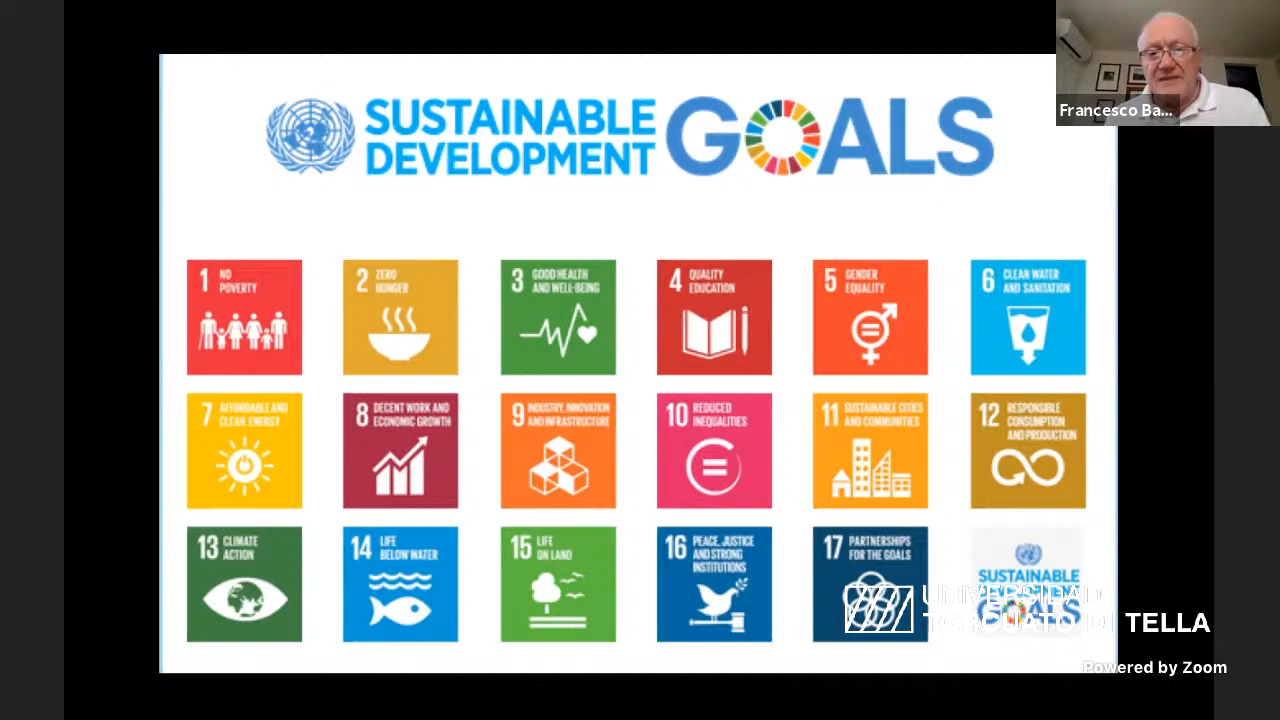 SUSTAINABLE
DEVELOPMENT
GOALS
Francesco Ba...
1 NO
POVERTY
2 ZERO
HUNGER
3 GOOD HEALTH
AND WELL-BEING
4 QUALITY
EDUCATION
5 GENDER
EQUALITY
6 CLEAN WATER
AND SANITATION
7 AFFORDABLE AND
CLEAN ENERGY
8 DECENT WORK AND
ECONOMIC GROWTH
9 INDUSTRY, INNOVATION
AND INFRASTRUCTURE
10 REDUCED
INEQUALITIES
11 SUSTAINABLE CITIES
AND COMMUNITIES
12 RESPONSIBLE
CONSUMPTION
AND PRODUCTION
13 CLIMATE
ACTION
14 LIFE
BELOW WATER
15 LIFE
ON LAND
16 PEACE, JUSTICE
AND STRONG
INSTITUTIONS
17 PARTNERSHIPS
FOR THE GOALS
SUSTAINABLE
GOALS
UNIVERSIDAD
TORCUATO DI TELLA
Powered by Zoom